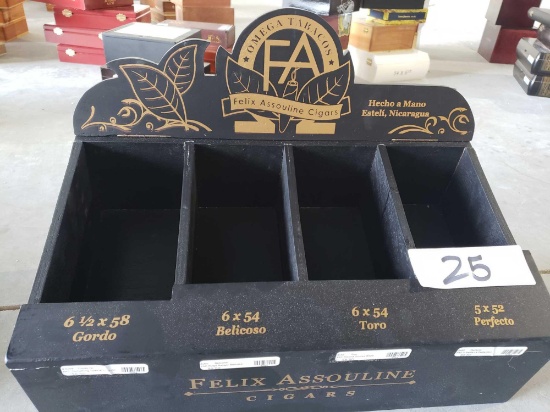 OMEGA TABACOS
FA
Felix Assouline Cigars
Hecho a Mano
Estelí, Nicaragua
25
6 ½ x 58
Gordo
6 x 54
Belicoso
6 x 54
Toro
5 x 52
Perfecto
FELIX ASSOULINE
CIGARS